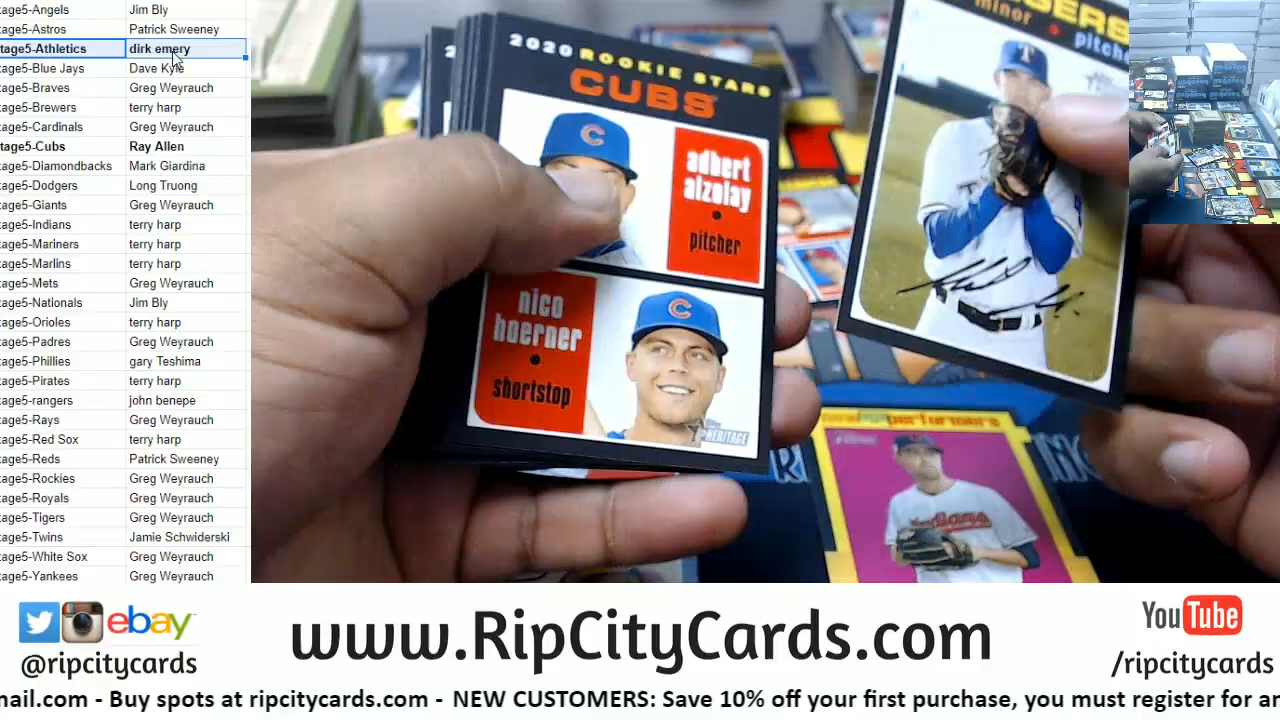 tage5-Angels Jim Bly
tage5-Astros Patrick Sweeney
tage5-Athletics dirk emery
tage5-Blue Jays Dave Kyle
tage5-Braves Greg Weyrauch
tage5-Brewers terry harp
tage5-Cardinals Greg Weyrauch
tage5-Cubs Ray Allen
tage5-Diamondbacks Mark Giardina
tage5-Dodgers Long Truong
tage5-Giants Greg Weyrauch
tage5-Indians terry harp
tage5-Mariners terry harp
tage5-Marlins terry harp
tage5-Mets Greg Weyrauch
tage5-Nationals Jim Bly
tage5-Orioles terry harp
tage5-Padres Greg Weyrauch
tage5-Phillies gary Teshima
tage5-Pirates terry harp
tage5-rangers john benepe
tage5-Rays Greg Weyrauch
tage5-Red Sox terry harp
tage5-Reds Patrick Sweeney
tage5-Rockies Greg Weyrauch
tage5-Royals Greg Weyrauch
tage5-Tigers Greg Weyrauch
tage5-Twins Jamie Schwiderski
tage5-White Sox Greg Weyrauch
tage5-Yankees Greg Weyrauch
2020 ROOKIE STARS
CUBS
adbert
alzolay
pitcher
nico
hoerner
shortstop
HERITAGE
GERS
minor
pitch
performers
Indians
ebay
@ripcitycards
www.RipCityCards.com
YouTube
/ripcitycards
mail.com - Buy spots at ripcitycards.com - NEW CUSTOMERS: Save 10% off your first purchase, you must register for an